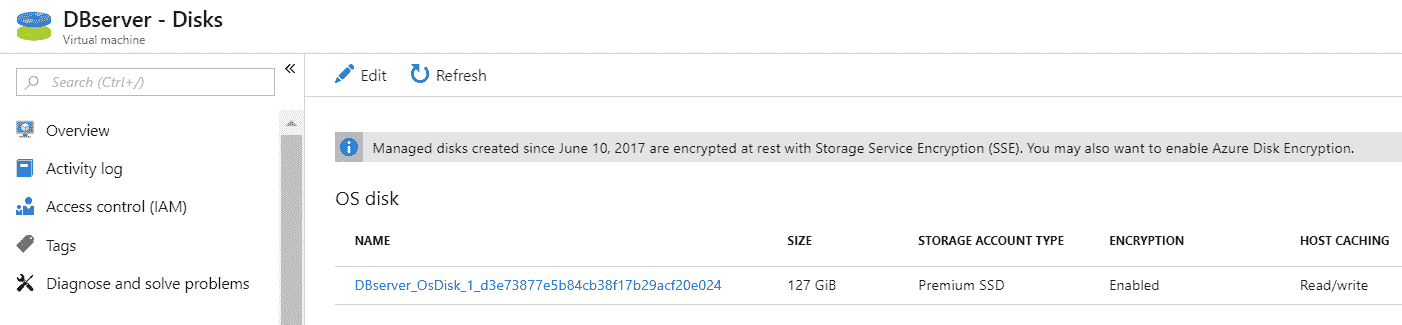 DBserver - Disks
Virtual machine
Search (Ctrl+/)
«
Edit
Refresh
Overview
Activity log
Access control (IAM)
Tags
Diagnose and solve problems
Managed disks created since June 10, 2017 are encrypted at rest with Storage Service Encryption (SSE). You may also want to enable Azure Disk Encryption.
OS disk
NAME SIZE STORAGE ACCOUNT TYPE ENCRYPTION HOST CACHING
DBserver_OsDisk_1_d3e73877e5b84cb38f17b29acf20e024 127 GiB Premium SSD Enabled Read/write